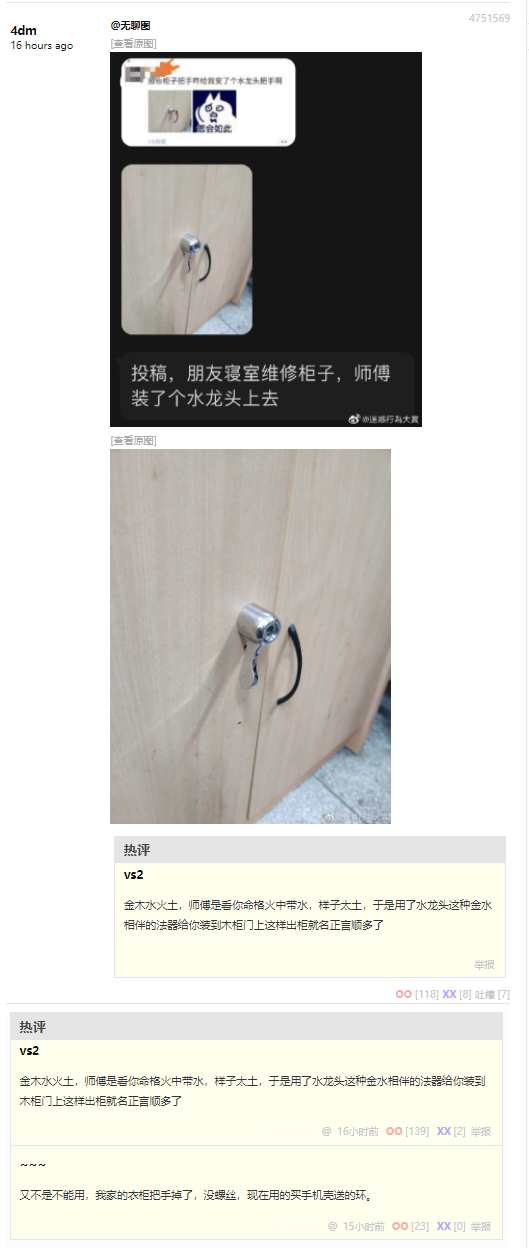 4dm
16 hours ago
@无聊图
4751569
[查看原图]
柜子把手咋给我安了个水龙头把手啊
怎会如此
投稿，朋友寝室维修柜子，师傅
装了个水龙头上去
@迷惑行为大赏
[查看原图]
热评
vs2
金木水火土，师傅是看你命格火中带水，样子太土，于是用了水龙头这种金水
相伴的法器给你装到木柜门上这样出柜就名正言顺多了
举报
OO [118] XX [8] 吐槽 [7]
热评
vs2
金木水火土，师傅是看你命格火中带水，样子太土，于是用了水龙头这种金水相伴的法器给你装到
木柜门上这样出柜就名正言顺多了
@ 16小时前 OO [139] XX [2] 举报
~~~
又不是不能用，我家的衣柜把手掉了，没螺丝，现在用的买手机壳送的环。
@ 15小时前 OO [23] XX [0] 举报